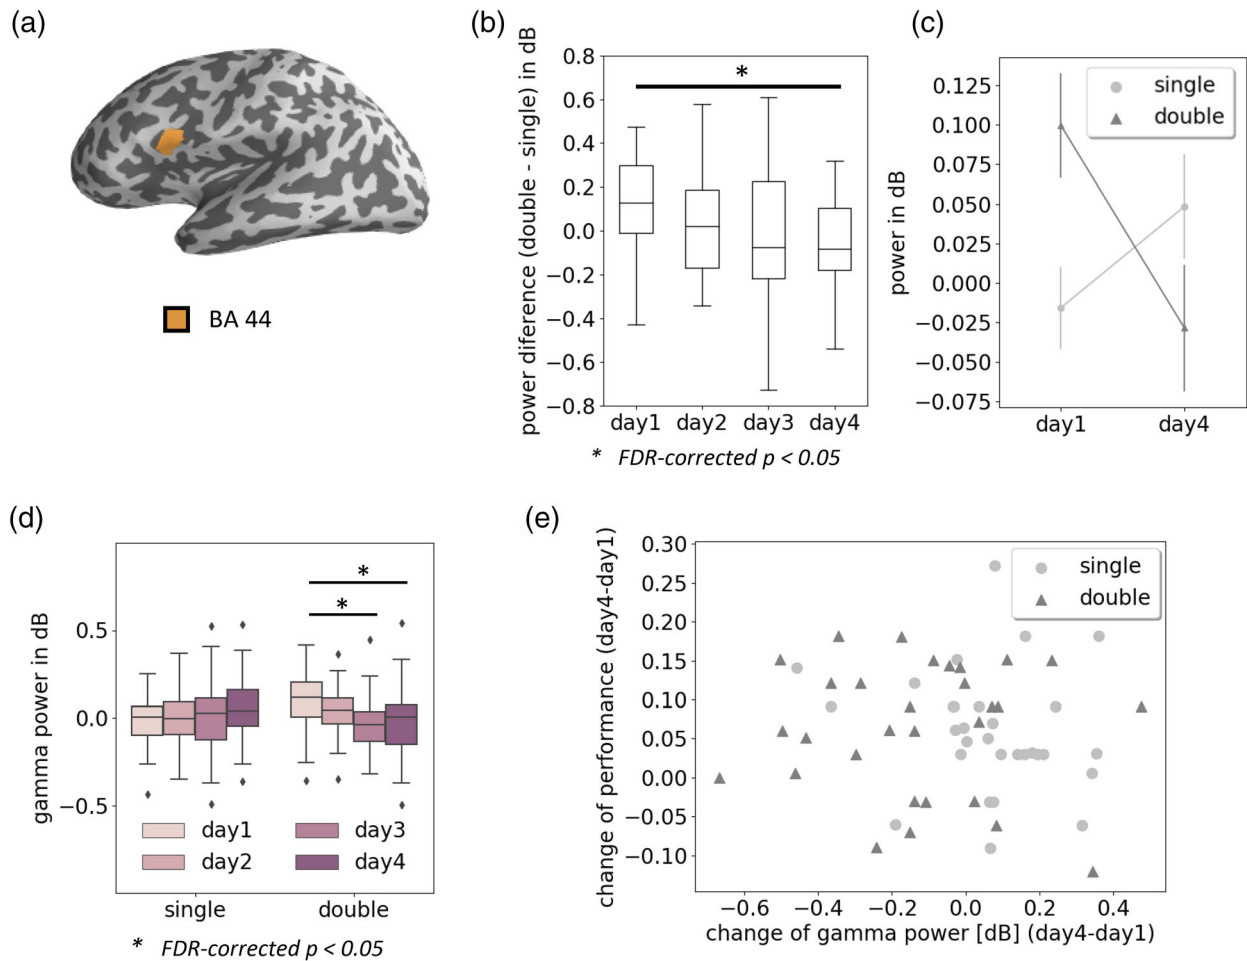 (a)
BA 44
(b)
power diference (double - single) in dB
0.8
0.6
0.4
0.2
0.0
−0.2
−0.4
−0.6
−0.8
*
day1 day2 day3 day4
* FDR-corrected p < 0.05
(c)
power in dB
0.125
0.100
0.075
0.050
0.025
0.000
−0.025
−0.050
−0.075
single
double
day1 day4
(d)
gamma power in dB
0.5
0.0
−0.5
*
*
day1 day3
day2 day4
single double
* FDR-corrected p < 0.05
(e)
change of performance (day4-day1)
0.30
0.25
0.20
0.15
0.10
0.05
0.00
−0.05
−0.10
single
double
−0.6 −0.4 −0.2 0.0 0.2 0.4
change of gamma power [dB] (day4-day1)